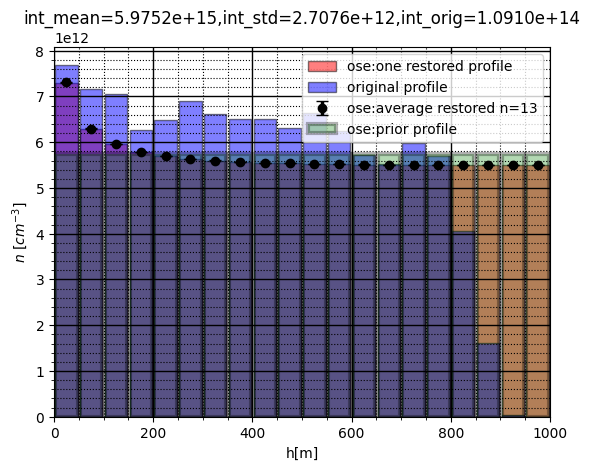 int_mean=5.9752e+15,int_std=2.7076e+12,int_orig=1.0910e+14
1e12
ose:one restored profile
original profile
ose:average restored n=13
ose:prior profile
8
7
6
5
4
3
2
1
0
n [cm⁻³]
0 200 400 600 800 1000
h[m]